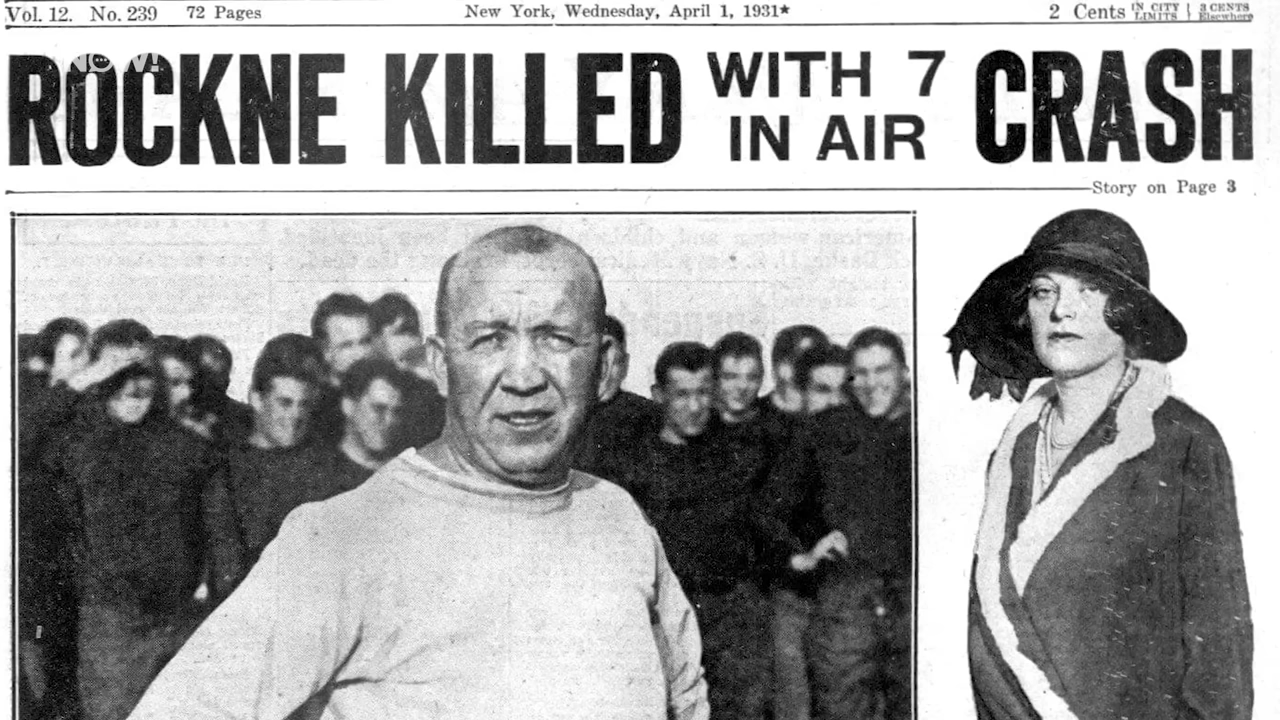 Vol. 12. No. 239 72 Pages New York, Wednesday, April 1, 1931★ 2 Cents IN CITY LIMITS | 3 CENTS Elsewhere
NOW!
ROCKNE KILLED WITH 7 IN AIR CRASH
Story on Page 3